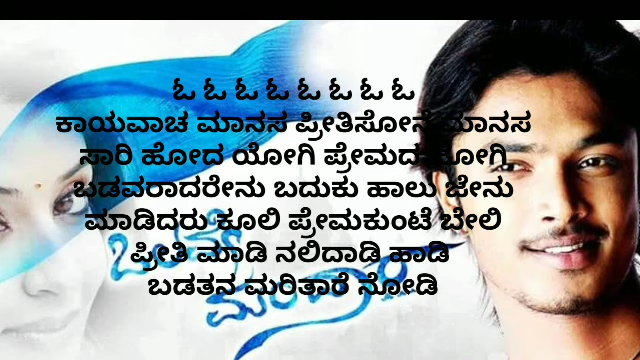 ಓ ಓ ಓ ಓ ಓ ಓ ಓ ಓ
ಕಾಯವಾಚ ಮಾನಸ ಪ್ರೀತಿಸೋನೆ ಮಾನಸ
ಸಾರಿ ಹೋದ ಯೋಗಿ ಪ್ರೇಮದ ಜೋಗಿ
ಬಡವರಾದರೇನು ಬದುಕು ಹಾಲು ಜೇನು
ಮಾಡಿದರು ಕೂಲಿ ಪ್ರೇಮಕುಂಟೆ ಬೇಲಿ
ಪ್ರೀತಿ ಮಾಡಿ ನಲಿದಾಡಿ ಹಾಡಿ
ಬಡತನ ಮರಿತಾರೆ ನೋಡಿ